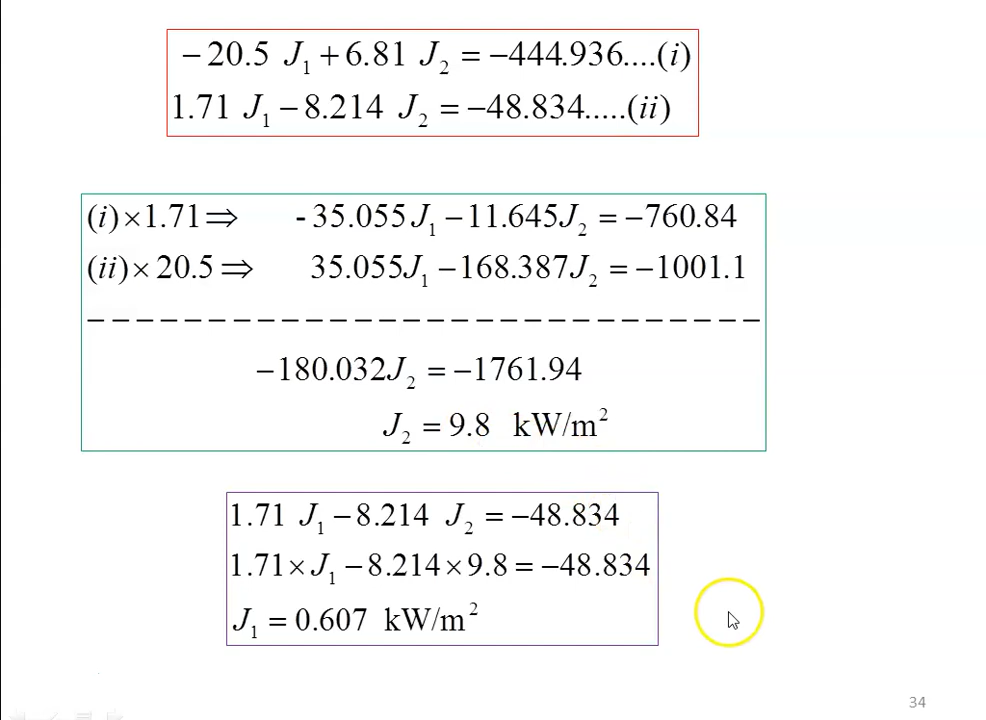 − 20.5 J₁ + 6.81 J₂ = −444.936....(i)
1.71 J₁ − 8.214 J₂ = −48.834.....(ii)
(i) × 1.71 ⇒ - 35.055 J₁ − 11.645J₂ = −760.84
(ii) × 20.5 ⇒ 35.055J₁ − 168.387J₂ = −1001.1
−180.032J₂ = −1761.94
J₂ = 9.8 kW/m²
1.71 J₁ − 8.214 J₂ = −48.834
1.71 × J₁ − 8.214 × 9.8 = −48.834
J₁ = 0.607 kW/m²
34